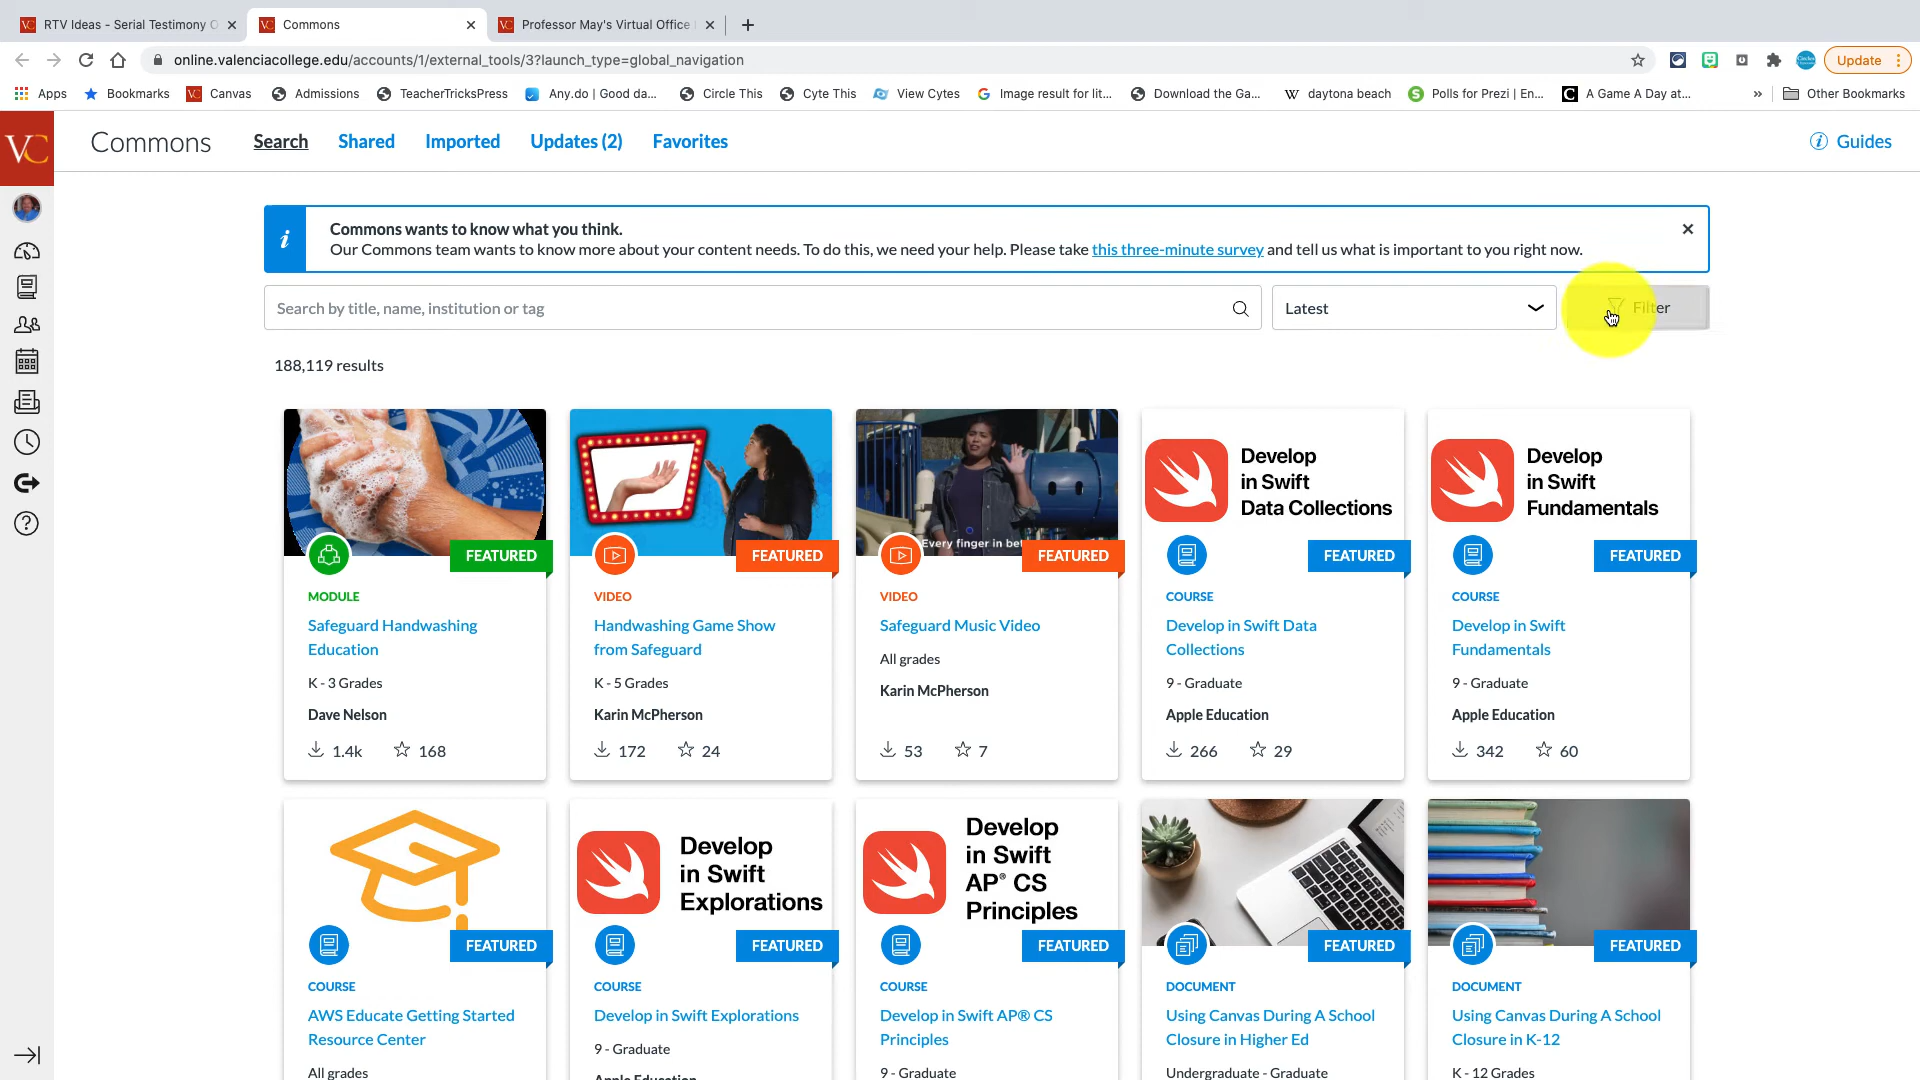 RTV Ideas - Serial Testimony O
Commons
Professor May's Virtual Office
online.valenciacollege.edu/accounts/1/external_tools/3?launch_type=global_navigation
Update
Apps
Bookmarks
Canvas
Admissions
TeacherTricksPress
Any.do | Good da...
Circle This
Cyte This
View Cytes
Image result for lit...
Download the Ga...
daytona beach
Polls for Prezi | En...
A Game A Day at...
Other Bookmarks
VC
Commons
Search
Shared
Imported
Updates (2)
Favorites
Guides
Commons wants to know what you think.
Our Commons team wants to know more about your content needs. To do this, we need your help. Please take this three-minute survey and tell us what is important to you right now.
Search by title, name, institution or tag
Latest
Filter
188,119 results
FEATURED
MODULE
Safeguard Handwashing
Education
K - 3 Grades
Dave Nelson
1.4k 168
FEATURED
VIDEO
Handwashing Game Show
from Safeguard
K - 5 Grades
Karin McPherson
172 24
Every finger in bet
FEATURED
VIDEO
Safeguard Music Video
All grades
Karin McPherson
53 7
Develop
in Swift
Data Collections
FEATURED
COURSE
Develop in Swift Data
Collections
9 - Graduate
Apple Education
266 29
Develop
in Swift
Fundamentals
FEATURED
COURSE
Develop in Swift
Fundamentals
9 - Graduate
Apple Education
342 60
FEATURED
COURSE
AWS Educate Getting Started
Resource Center
All grades
Develop
in Swift
Explorations
FEATURED
COURSE
Develop in Swift Explorations
9 - Graduate
Apple Education
Develop
in Swift
AP® CS
Principles
FEATURED
COURSE
Develop in Swift AP® CS
Principles
9 - Graduate
FEATURED
DOCUMENT
Using Canvas During A School
Closure in Higher Ed
Undergraduate - Graduate
FEATURED
DOCUMENT
Using Canvas During A School
Closure in K-12
K - 12 Grades